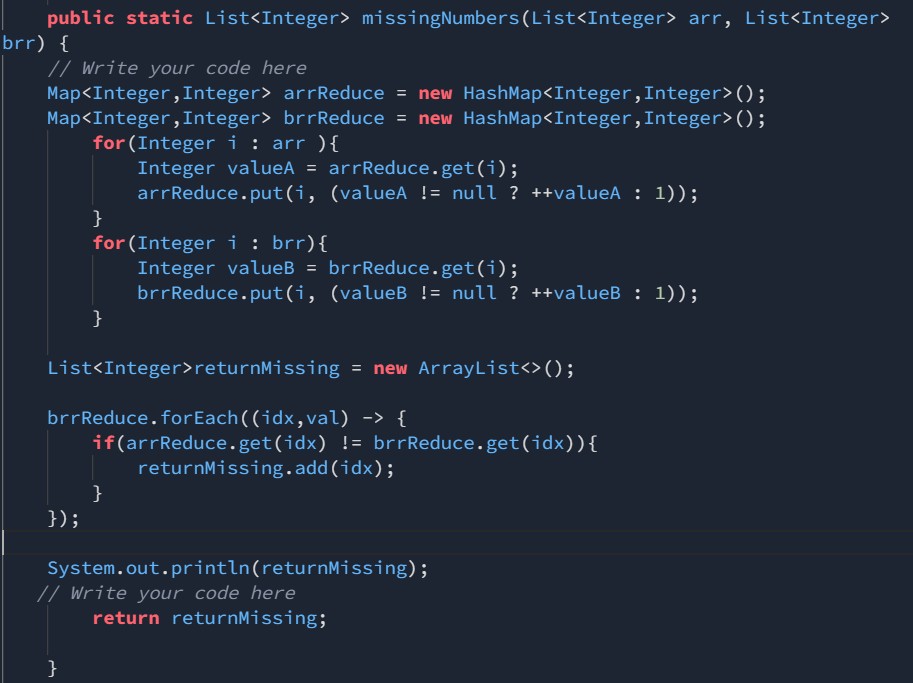 public static List<Integer> missingNumbers(List<Integer> arr, List<Integer>
brr) {
// Write your code here
Map<Integer,Integer> arrReduce = new HashMap<Integer,Integer>();
Map<Integer,Integer> brrReduce = new HashMap<Integer,Integer>();
for(Integer i : arr ){
Integer valueA = arrReduce.get(i);
arrReduce.put(i, (valueA != null ? ++valueA : 1));
}
for(Integer i : brr){
Integer valueB = brrReduce.get(i);
brrReduce.put(i, (valueB != null ? ++valueB : 1));
}
List<Integer>returnMissing = new ArrayList<>();
brrReduce.forEach((idx,val) -> {
if(arrReduce.get(idx) != brrReduce.get(idx)){
returnMissing.add(idx);
}
});
System.out.println(returnMissing);
// Write your code here
return returnMissing;
}